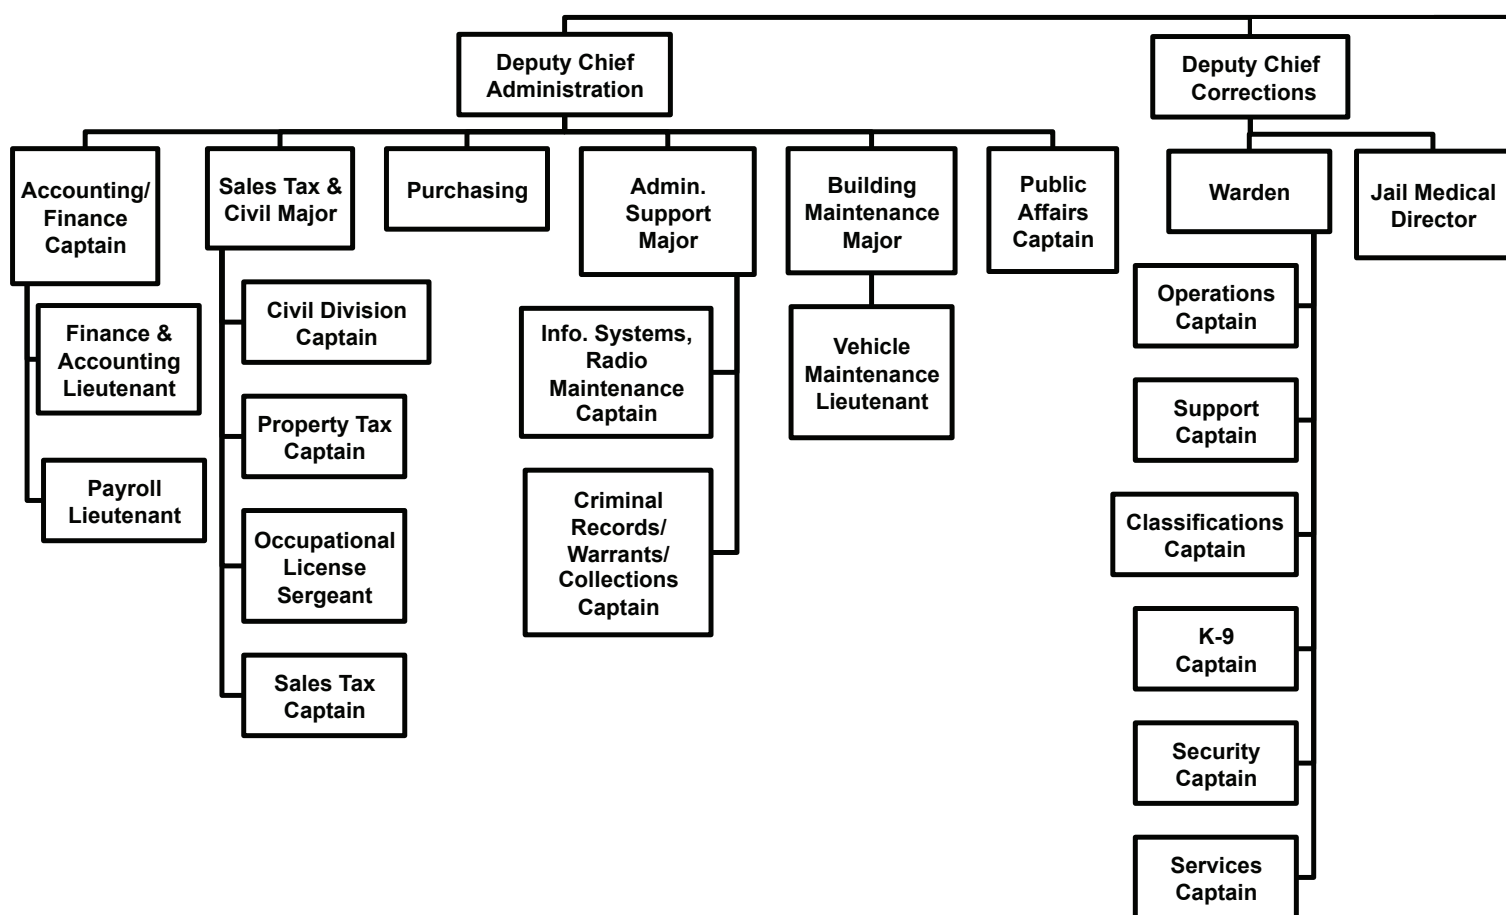 Deputy Chief
Administration
Deputy Chief
Corrections
Accounting/
Finance
Captain
Sales Tax &
Civil Major
Purchasing
Admin.
Support
Major
Building
Maintenance
Major
Public
Affairs
Captain
Warden
Jail Medical
Director
Finance &
Accounting
Lieutenant
Payroll
Lieutenant
Civil Division
Captain
Property Tax
Captain
Occupational
License
Sergeant
Sales Tax
Captain
Info. Systems,
Radio
Maintenance
Captain
Criminal
Records/
Warrants/
Collections
Captain
Vehicle
Maintenance
Lieutenant
Operations
Captain
Support
Captain
Classifications
Captain
K-9
Captain
Security
Captain
Services
Captain